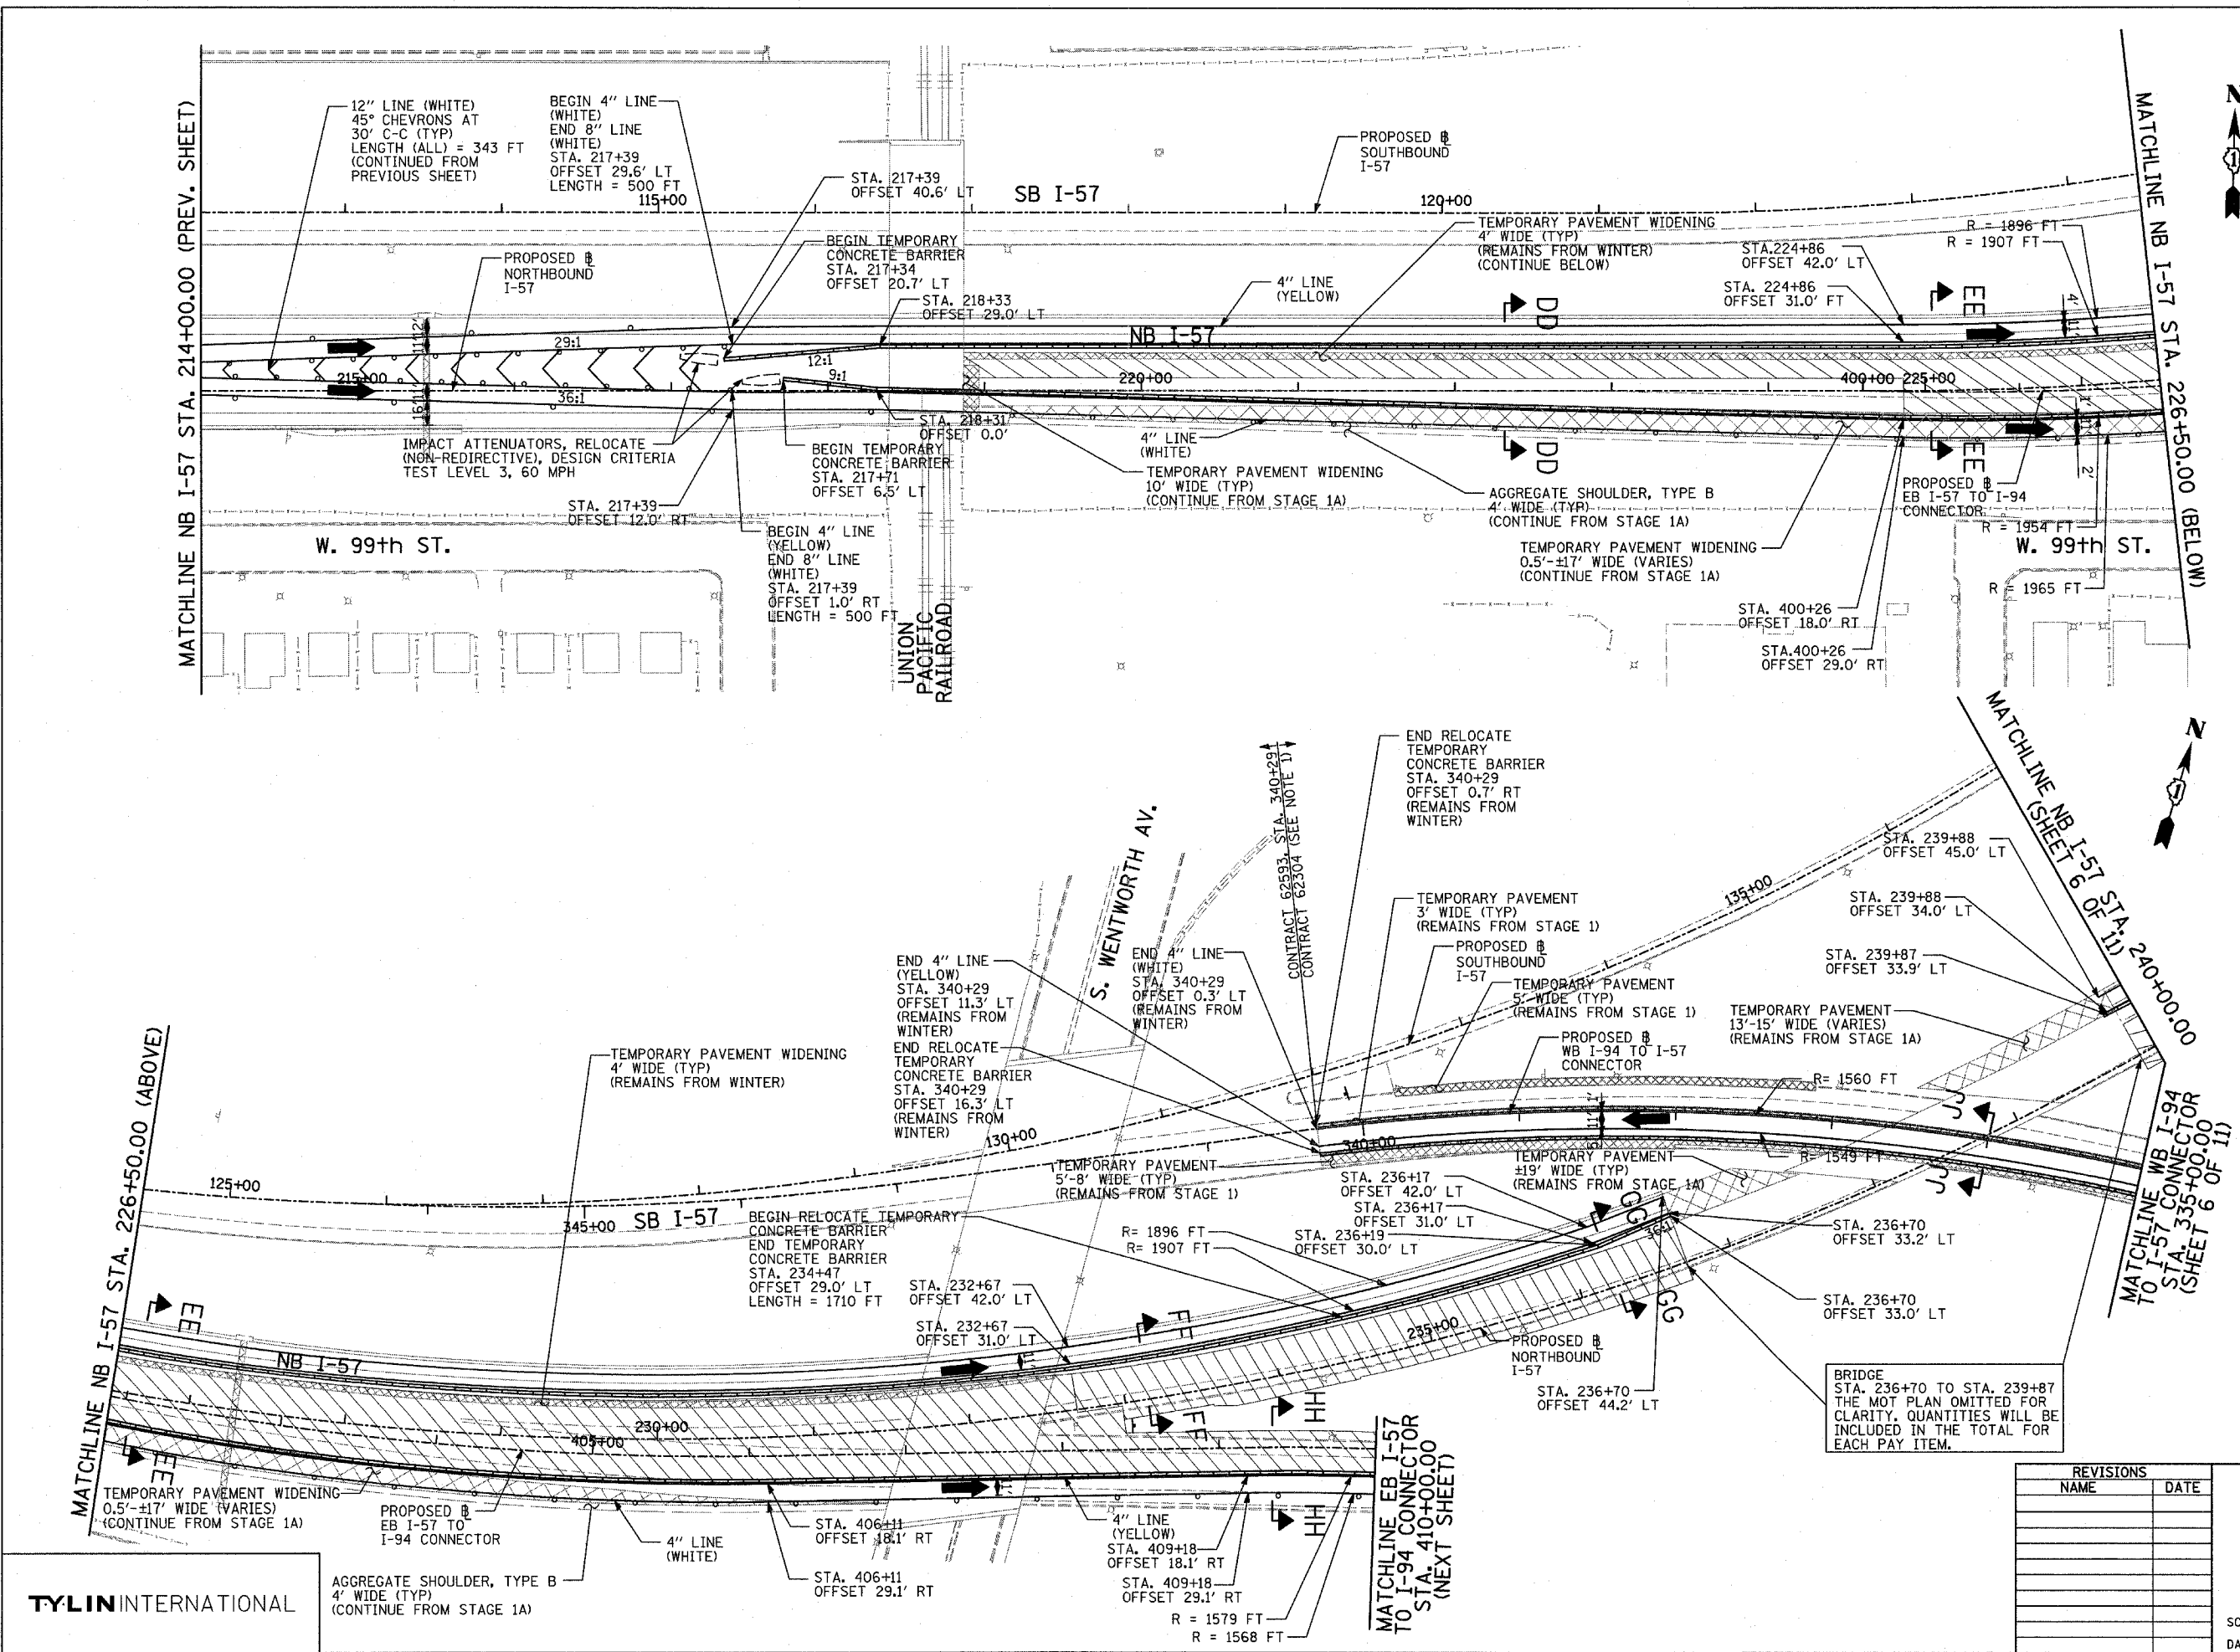 MATCHLINE NB I-57 STA. 214+00.00 (PREV. SHEET)
12" LINE (WHITE)
45° CHEVRONS AT
30' C-C (TYP)
LENGTH (ALL) = 343 FT
(CONTINUED FROM
PREVIOUS SHEET)
BEGIN 4" LINE
(WHITE)
END 8" LINE
(WHITE)
STA. 217+39
OFFSET 29.6' LT
LENGTH = 500 FT
115+00
STA. 217+39
OFFSET 40.6' LT
SB I-57
PROPOSED ⅊
SOUTHBOUND
I-57
120+00
PROPOSED ⅊
NORTHBOUND
I-57
BEGIN TEMPORARY
CONCRETE BARRIER
STA. 217+34
OFFSET 20.7' LT
STA. 218+33
OFFSET 29.0' LT
4" LINE
(YELLOW)
TEMPORARY PAVEMENT WIDENING
4' WIDE (TYP)
(REMAINS FROM WINTER)
(CONTINUE BELOW)
STA.224+86
OFFSET 42.0' LT
STA. 224+86
OFFSET 31.0' FT
R = 1896 FT
R = 1907 FT
MATCHLINE NB I-57 STA. 226+50.00 (BELOW)
N
1
DD
EE
4'
11'
12'
11'
29:1
12:1
9:1
36:1
NB I-57
215+00
220+00
400+00
225+00
11'
16'
IMPACT ATTENUATORS, RELOCATE
(NON-REDIRECTIVE), DESIGN CRITERIA
TEST LEVEL 3, 60 MPH
STA. 217+39
OFFSET 12.0' RT
BEGIN TEMPORARY
CONCRETE BARRIER
STA. 217+71
OFFSET 6.5' LT
STA. 218+31
OFFSET 0.0'
4" LINE
(WHITE)
TEMPORARY PAVEMENT WIDENING
10' WIDE (TYP)
(CONTINUE FROM STAGE 1A)
DD
AGGREGATE SHOULDER, TYPE B
4' WIDE (TYP)
(CONTINUE FROM STAGE 1A)
TEMPORARY PAVEMENT WIDENING
0.5'-±17' WIDE (VARIES)
(CONTINUE FROM STAGE 1A)
EE
1'
11'
2'
PROPOSED ⅊
EB I-57 TO I-94
CONNECTOR
R = 1954 FT
W. 99th ST.
R = 1965 FT
W. 99th ST.
BEGIN 4" LINE
(YELLOW)
END 8" LINE
(WHITE)
STA. 217+39
OFFSET 1.0' RT
LENGTH = 500 FT
UNION
PACIFIC
RAILROAD
STA. 400+26
OFFSET 18.0' RT
STA.400+26
OFFSET 29.0' RT
MATCHLINE NB I-57 STA. 240+00.00
(SHEET 6 OF 11)
N
1
END RELOCATE
TEMPORARY
CONCRETE BARRIER
STA. 340+29
OFFSET 0.7' RT
(REMAINS FROM
WINTER)
CONTRACT 62593, STA. 340+29
CONTRACT 62304 (SEE NOTE 1)
S. WENTWORTH AV.
STA. 239+88
OFFSET 45.0' LT
STA. 239+88
OFFSET 34.0' LT
135+00
TEMPORARY PAVEMENT
3' WIDE (TYP)
(REMAINS FROM STAGE 1)
PROPOSED ⅊
SOUTHBOUND
I-57
STA. 239+87
OFFSET 33.9' LT
END 4" LINE
(YELLOW)
STA. 340+29
OFFSET 11.3' LT
(REMAINS FROM
WINTER)
END 4" LINE
(WHITE)
STA. 340+29
OFFSET 0.3' LT
(REMAINS FROM
WINTER)
TEMPORARY PAVEMENT
5' WIDE (TYP)
(REMAINS FROM STAGE 1)
TEMPORARY PAVEMENT
13'-15' WIDE (VARIES)
(REMAINS FROM STAGE 1A)
END RELOCATE
TEMPORARY
CONCRETE BARRIER
STA. 340+29
OFFSET 16.3' LT
(REMAINS FROM
WINTER)
PROPOSED ⅊
WB I-94 TO I-57
CONNECTOR
R= 1560 FT
TEMPORARY PAVEMENT WIDENING
4' WIDE (TYP)
(REMAINS FROM WINTER)
MATCHLINE NB I-57 STA. 226+50.00 (ABOVE)
130+00
340+00
1'
11'
5'
JJ
R= 1549 FT
TEMPORARY PAVEMENT
5'-8' WIDE (TYP)
(REMAINS FROM STAGE 1)
TEMPORARY PAVEMENT
±19' WIDE (TYP)
(REMAINS FROM STAGE 1A)
125+00
345+00
SB I-57
STA. 236+17
OFFSET 42.0' LT
STA. 236+17
OFFSET 31.0' LT
STA. 236+19
OFFSET 30.0' LT
GG
36:1
JJ
MATCHLINE WB I-94
TO I-57 CONNECTOR
STA. 335+00.00
(SHEET 6 OF 11)
BEGIN RELOCATE TEMPORARY
CONCRETE BARRIER
END TEMPORARY
CONCRETE BARRIER
STA. 234+47
OFFSET 29.0' LT
LENGTH = 1710 FT
R= 1896 FT
R= 1907 FT
STA. 236+70
OFFSET 33.2' LT
STA. 232+67
OFFSET 42.0' LT
STA. 232+67
OFFSET 31.0' LT
STA. 236+70
OFFSET 33.0' LT
EE
FF
GG
235+00
PROPOSED ⅊
NORTHBOUND
I-57
NB I-57
11'
STA. 236+70
OFFSET 44.2' LT
BRIDGE
STA. 236+70 TO STA. 239+87
THE MOT PLAN OMITTED FOR
CLARITY. QUANTITIES WILL BE
INCLUDED IN THE TOTAL FOR
EACH PAY ITEM.
230+00
405+00
FF
HH
EE
11'
HH
MATCHLINE EB I-57
TO I-94 CONNECTOR
STA. 410+00.00
(NEXT SHEET)
TEMPORARY PAVEMENT WIDENING
0.5'-±17' WIDE (VARIES)
(CONTINUE FROM STAGE 1A)
PROPOSED ⅊
EB I-57 TO
I-94 CONNECTOR
4" LINE
(WHITE)
STA. 406+11
OFFSET 18.1' RT
4" LINE
(YELLOW)
STA. 409+18
OFFSET 18.1' RT
STA. 406+11
OFFSET 29.1' RT
STA. 409+18
OFFSET 29.1' RT
R = 1579 FT
R = 1568 FT
AGGREGATE SHOULDER, TYPE B
4' WIDE (TYP)
(CONTINUE FROM STAGE 1A)
TYLIN INTERNATIONAL
REVISIONS
NAME DATE
SC
DA